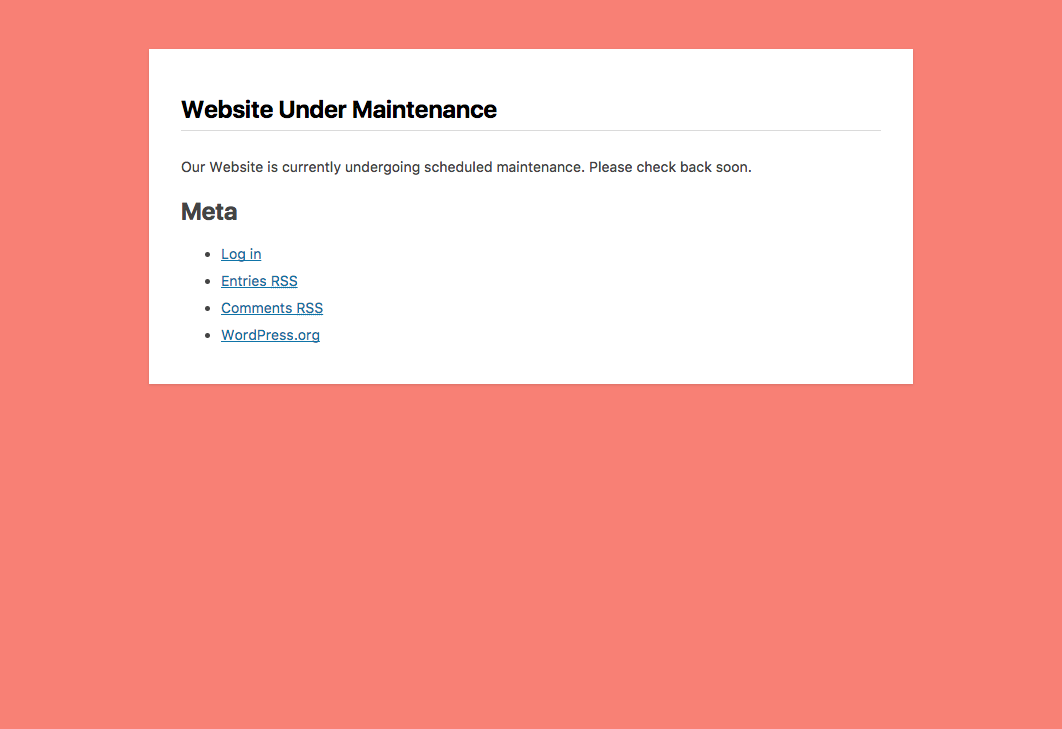 Website Under Maintenance
Our Website is currently undergoing scheduled maintenance. Please check back soon.
Meta
Log in
Entries RSS
Comments RSS
WordPress.org